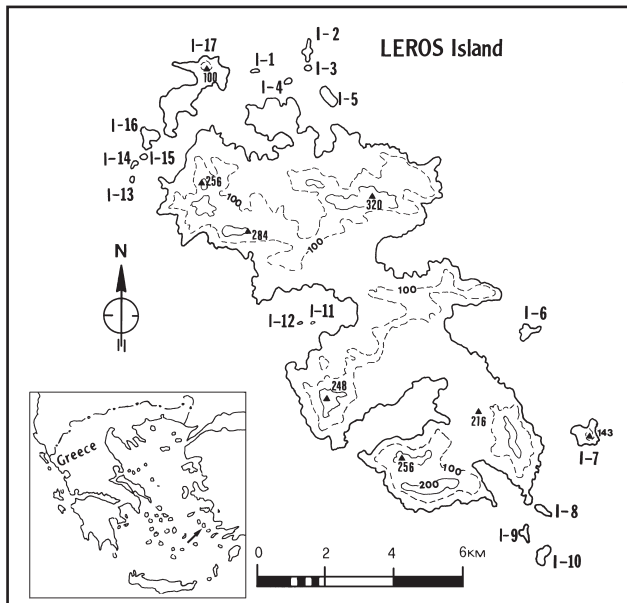 LEROS Island
I-17
I-2
I-1
I-3
I-4
I-5
100
I-16
I-15
I-14
I-13
256
100
320
284
100
N
100
I-11
I-12
I-6
248
216
143
I-7
256
100
200
I-8
I-9
I-10
Greece
0 2 4 6KM